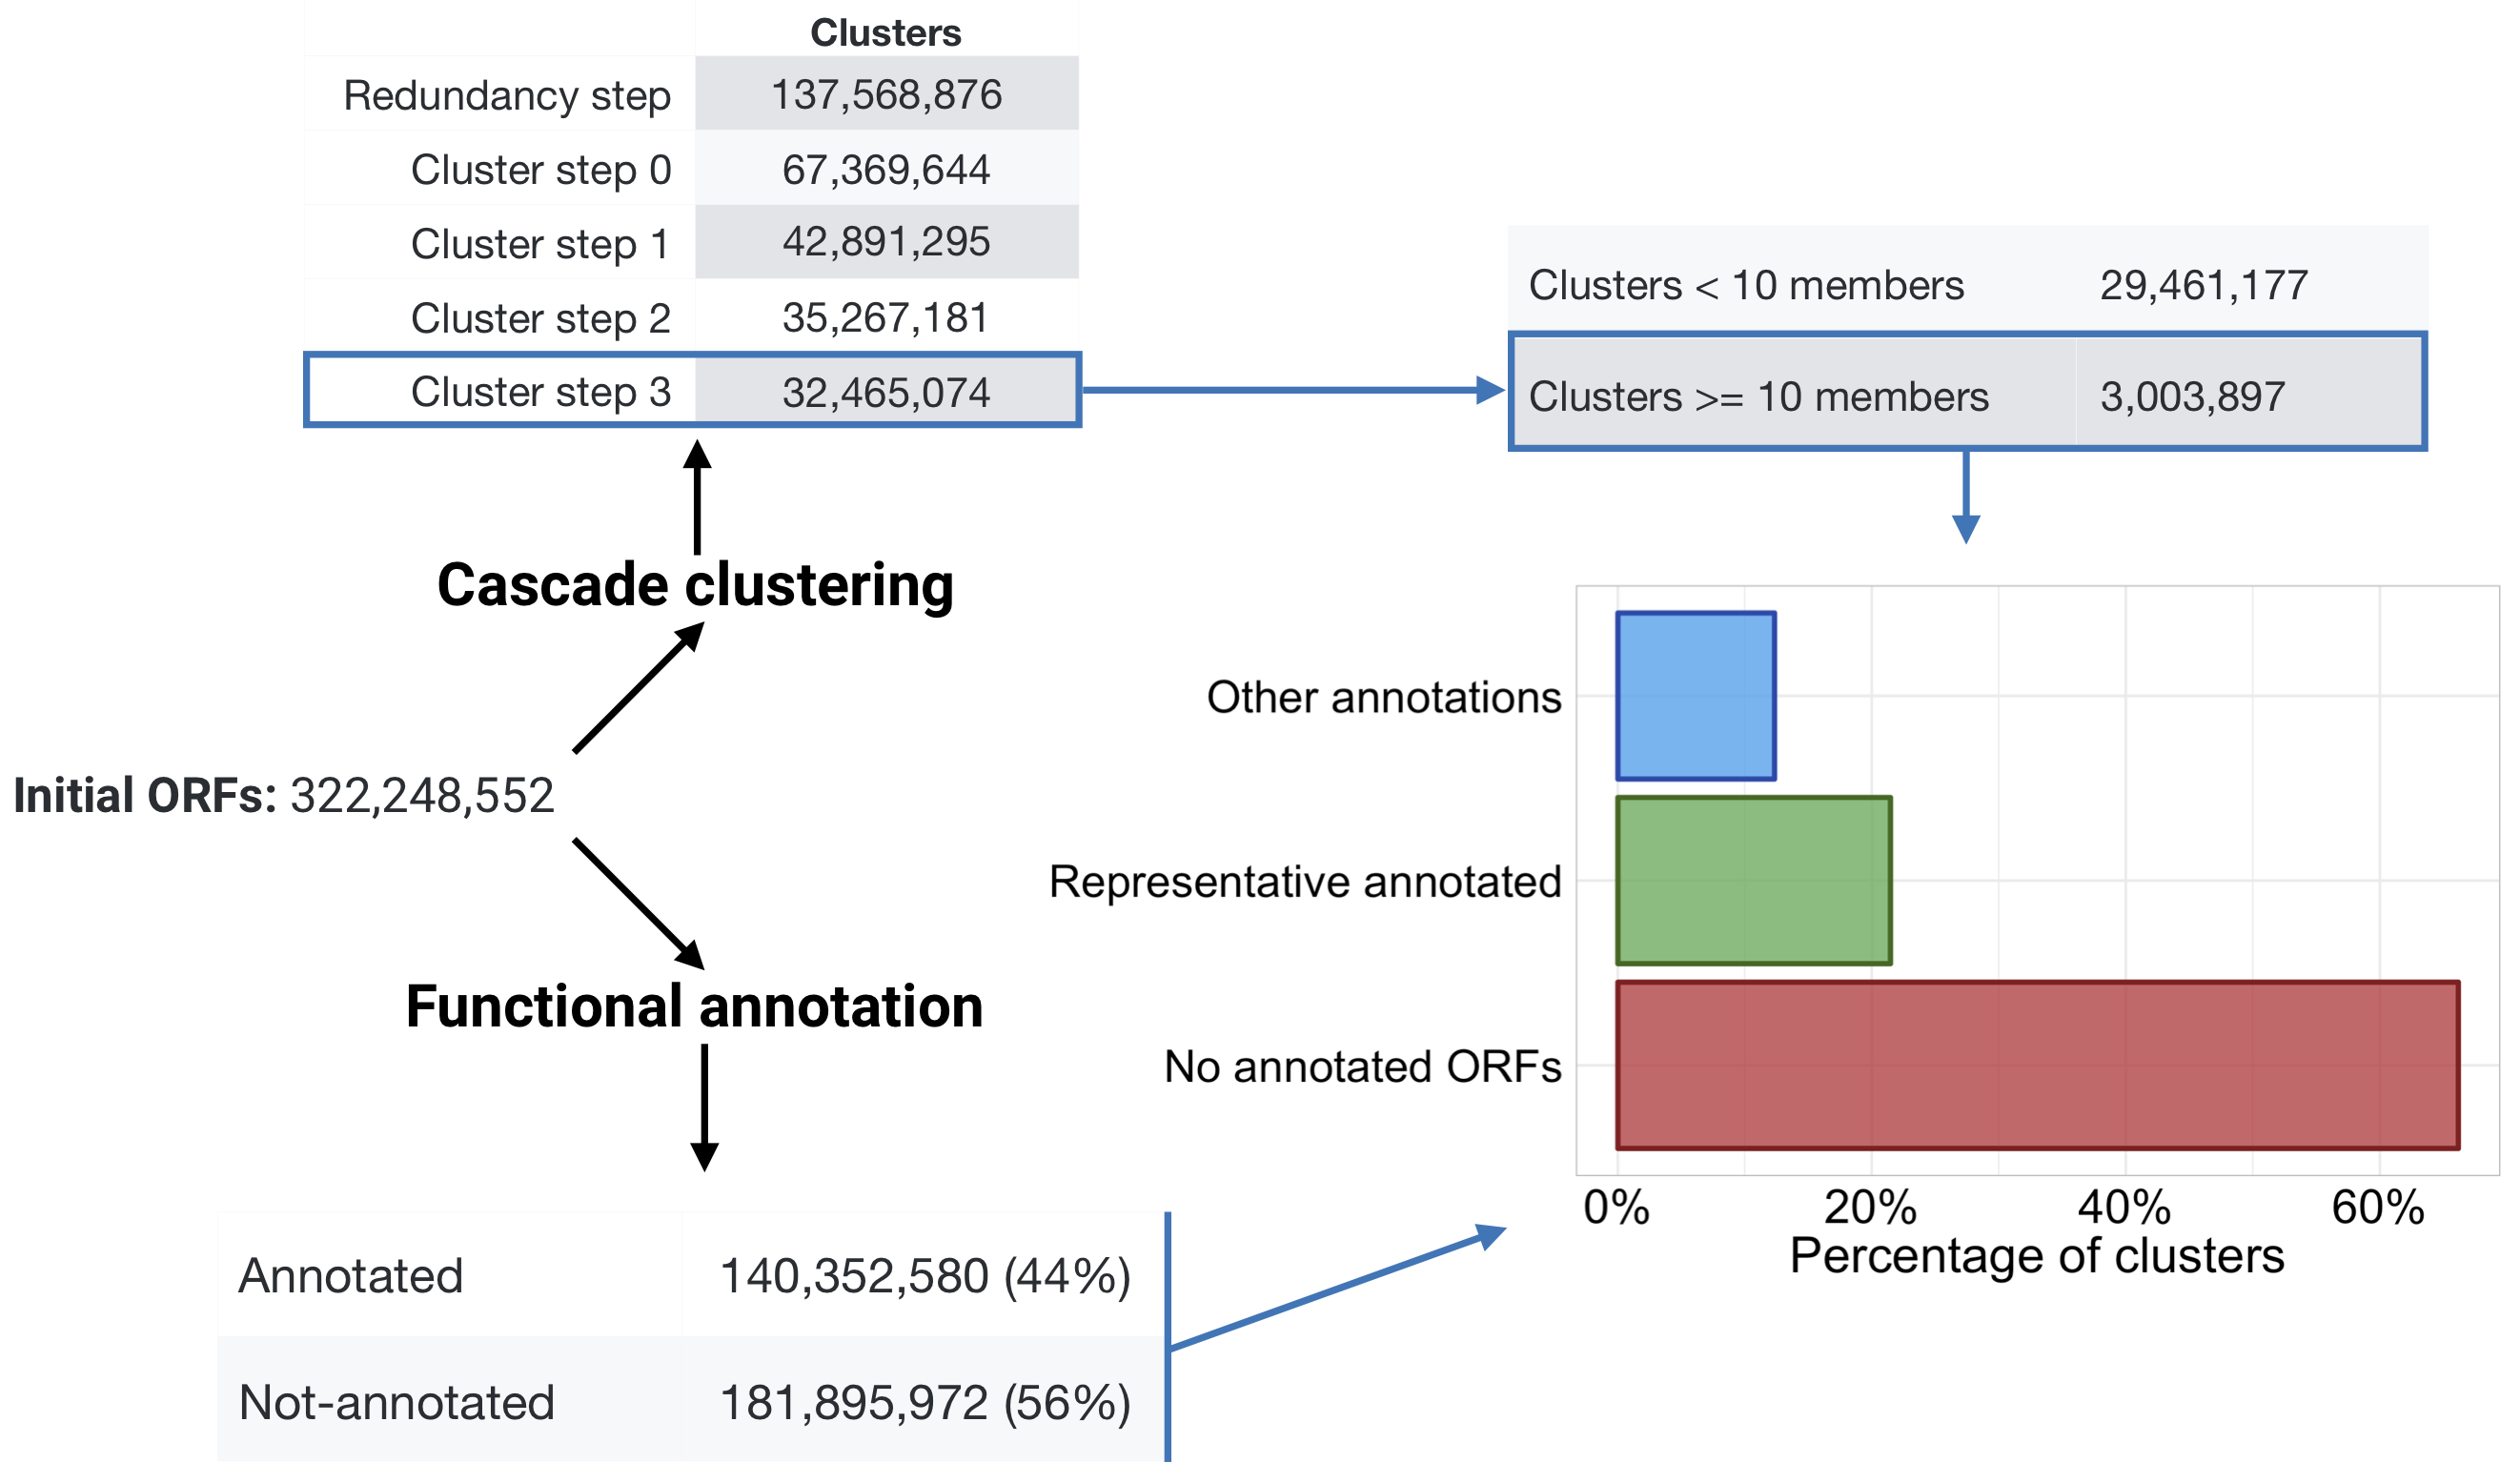 Clusters
Redundancy step 137,568,876
Cluster step 0 67,369,644
Cluster step 1 42,891,295
Cluster step 2 35,267,181
Cluster step 3 32,465,074
Clusters < 10 members 29,461,177
Clusters >= 10 members 3,003,897
Cascade clustering
Initial ORFs: 322,248,552
Functional annotation
Annotated 140,352,580 (44%)
Not-annotated 181,895,972 (56%)
Other annotations
Representative annotated
No annotated ORFs
0% 20% 40% 60%
Percentage of clusters